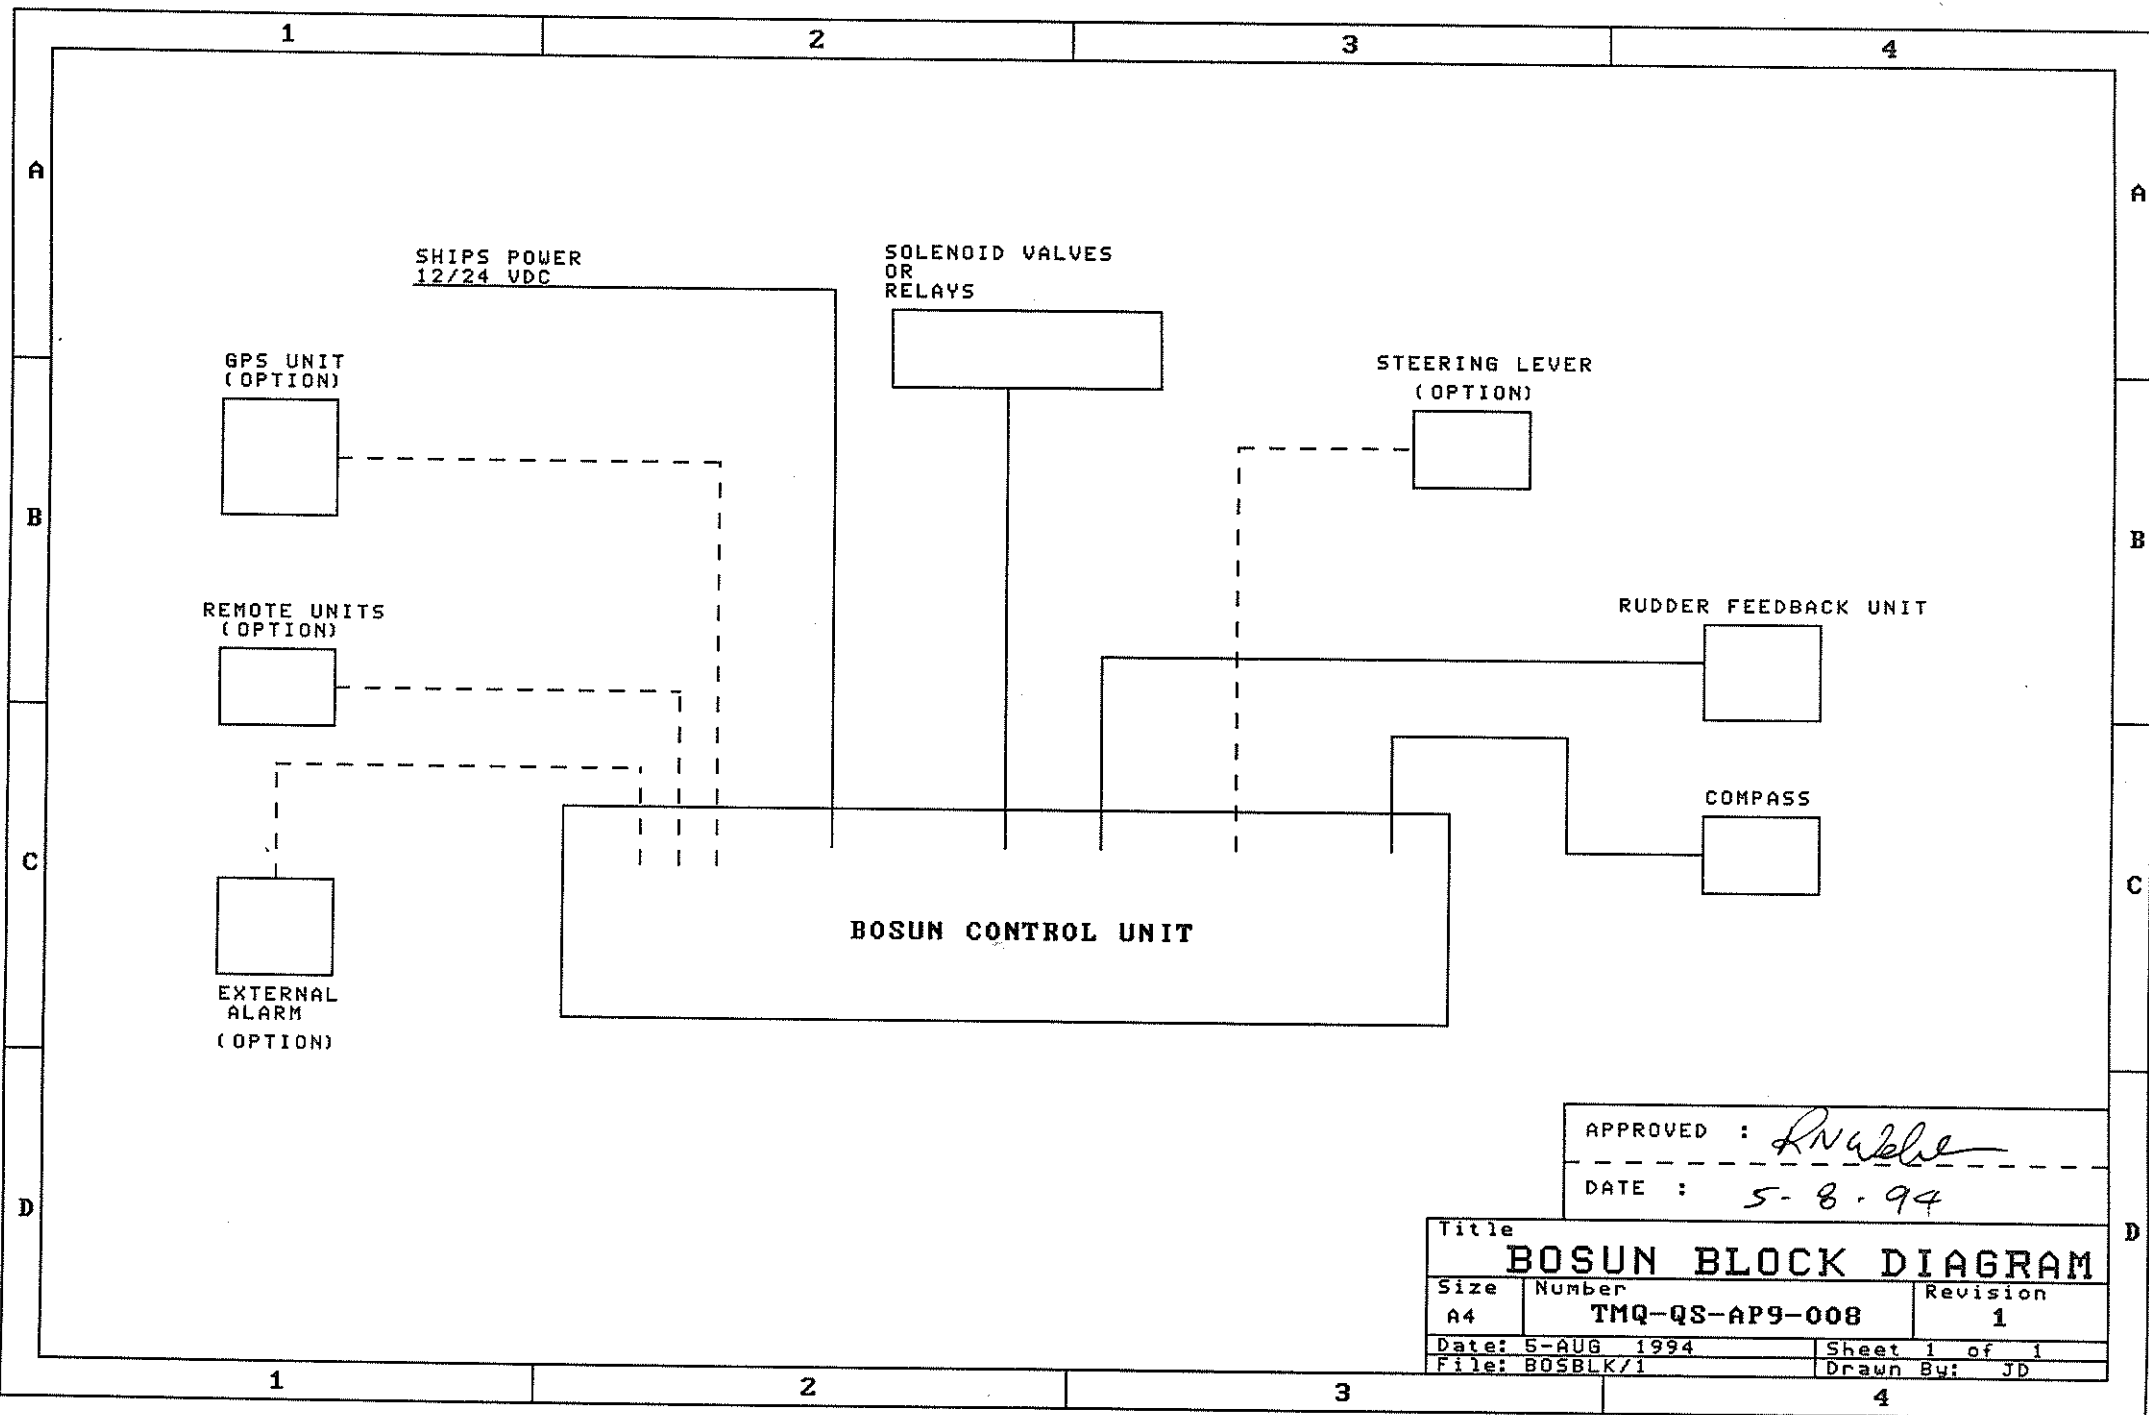 1 2 3 4
A A
SHIPS POWER
12/24 VDC
SOLENOID VALVES
OR
RELAYS
GPS UNIT
(OPTION)
STEERING LEVER
(OPTION)
B B
REMOTE UNITS
(OPTION)
RUDDER FEEDBACK UNIT
COMPASS
C C
BOSUN CONTROL UNIT
EXTERNAL
ALARM
(OPTION)
APPROVED :
DATE : 5-8.94
D D
Title
BOSUN BLOCK DIAGRAM
Size Number Revision
A4 TMQ-QS-AP9-008 1
Date: 5-AUG 1994 Sheet 1 of 1
File: BOSBLK/1 Drawn By: JD
1 2 3 4